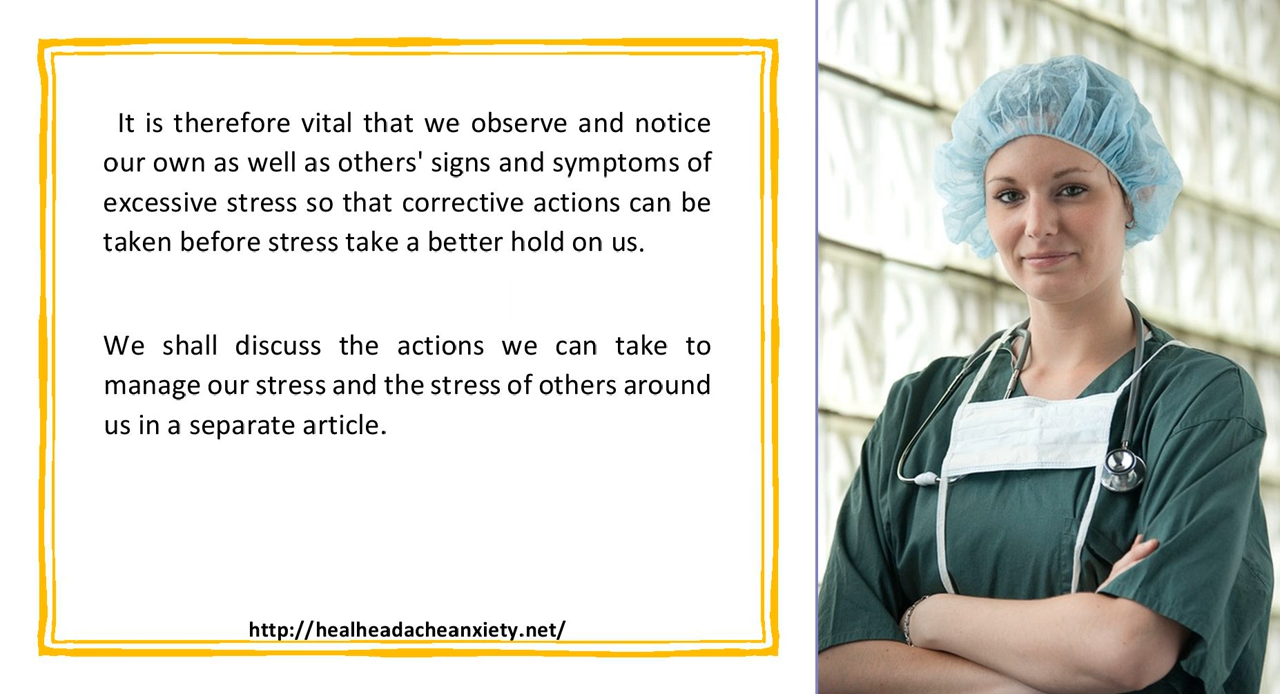 It is therefore vital that we observe and notice
our own as well as others' signs and symptoms of
excessive stress so that corrective actions can be
taken before stress take a better hold on us.
We shall discuss the actions we can take to
manage our stress and the stress of others around
us in a separate article.
http://healheadacheanxiety.net/